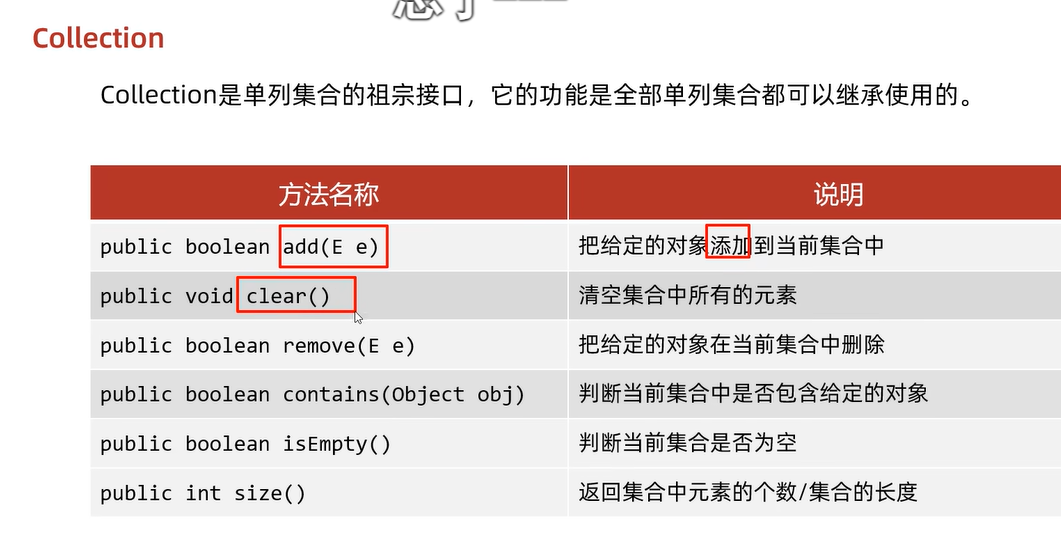 Collection
Collection是单列集合的祖宗接口，它的功能是全部单列集合都可以继承使用的。
方法名称 说明
public boolean add(E e) 把给定的对象添加到当前集合中
public void clear() 清空集合中所有的元素
public boolean remove(E e) 把给定的对象在当前集合中删除
public boolean contains(Object obj) 判断当前集合中是否包含给定的对象
public boolean isEmpty() 判断当前集合是否为空
public int size() 返回集合中元素的个数/集合的长度